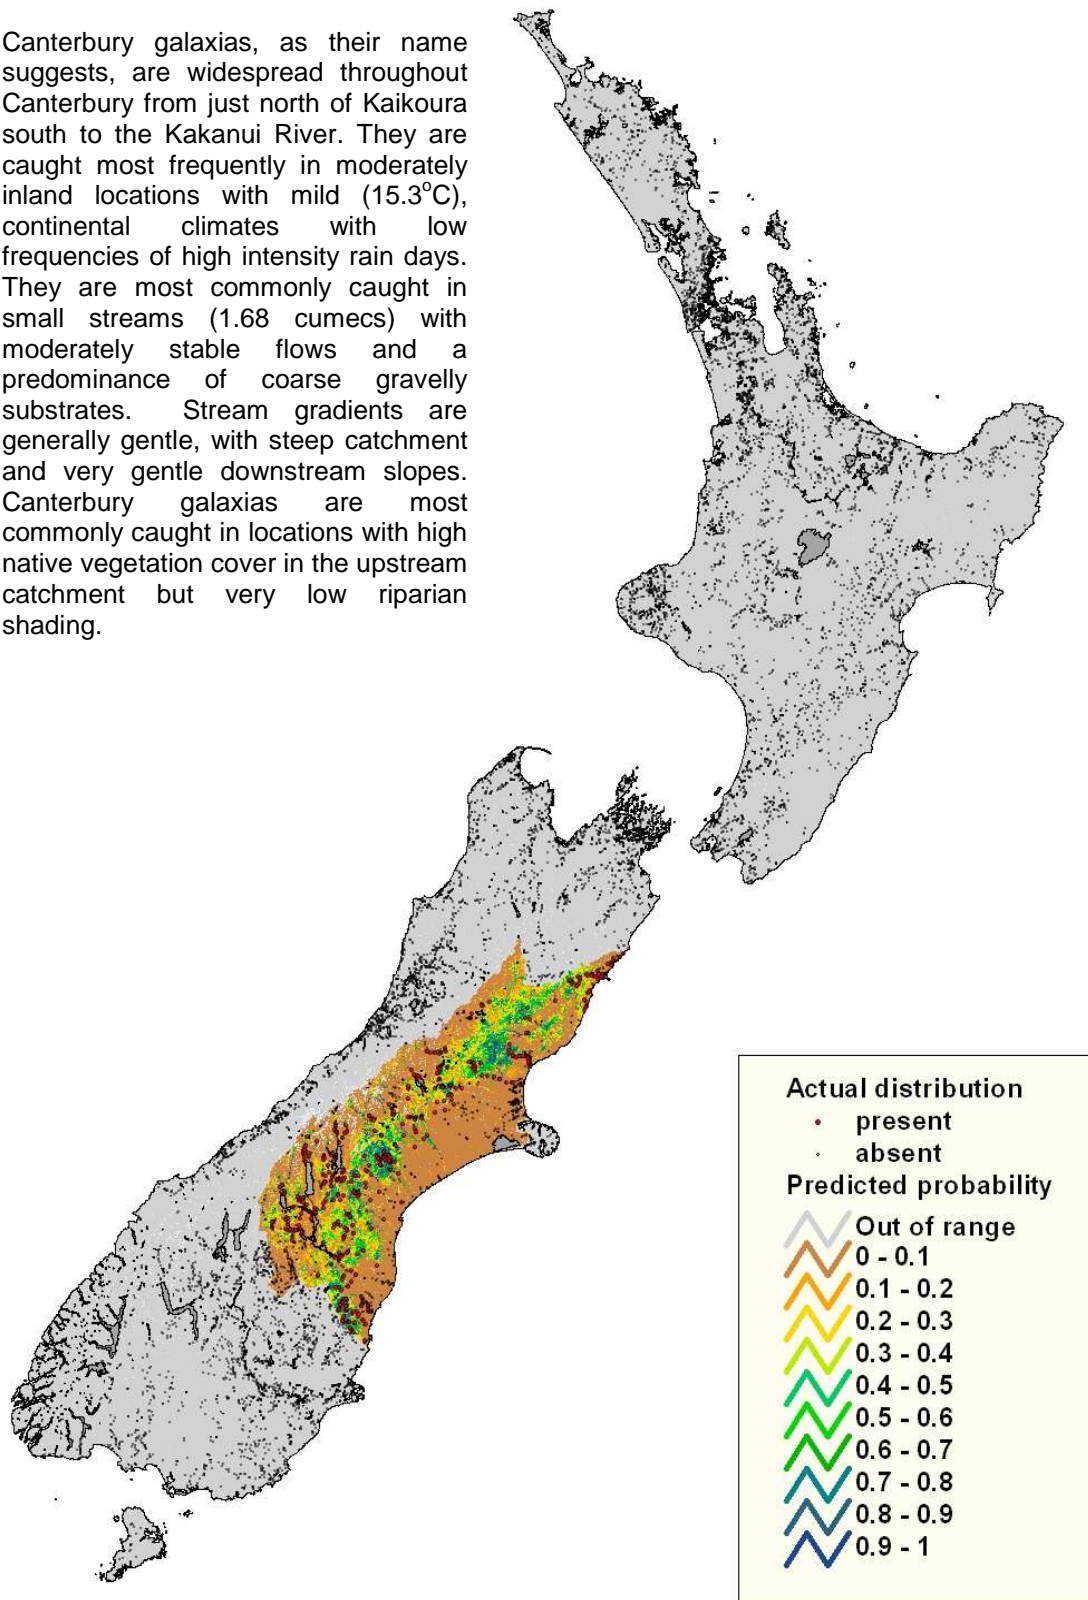 Canterbury galaxias, as their name
suggests, are widespread throughout
Canterbury from just north of Kaikoura
south to the Kakanui River. They are
caught most frequently in moderately
inland locations with mild (15.3°C),
continental climates with low
frequencies of high intensity rain days.
They are most commonly caught in
small streams (1.68 cumecs) with
moderately stable flows and a
predominance of coarse gravelly
substrates. Stream gradients are
generally gentle, with steep catchment
and very gentle downstream slopes.
Canterbury galaxias are most
commonly caught in locations with high
native vegetation cover in the upstream
catchment but very low riparian
shading.
Actual distribution
present
absent
Predicted probability
Out of range
0 - 0.1
0.1 - 0.2
0.2 - 0.3
0.3 - 0.4
0.4 - 0.5
0.5 - 0.6
0.6 - 0.7
0.7 - 0.8
0.8 - 0.9
0.9 - 1